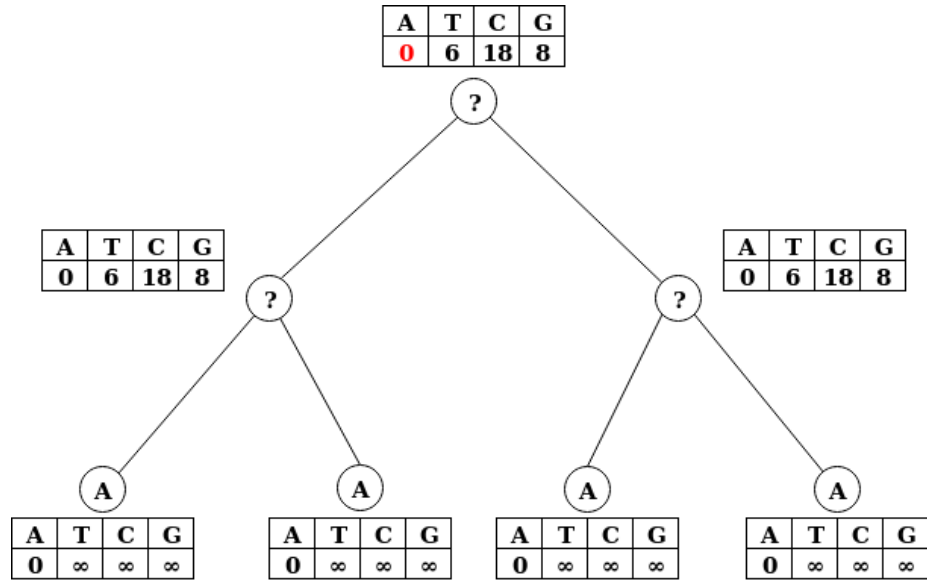 A T C G
0 6 18 8
?
A T C G
0 6 18 8
A T C G
0 6 18 8
?
?
A
A
A
A
A T C G
0 ∞ ∞ ∞
A T C G
0 ∞ ∞ ∞
A T C G
0 ∞ ∞ ∞
A T C G
0 ∞ ∞ ∞